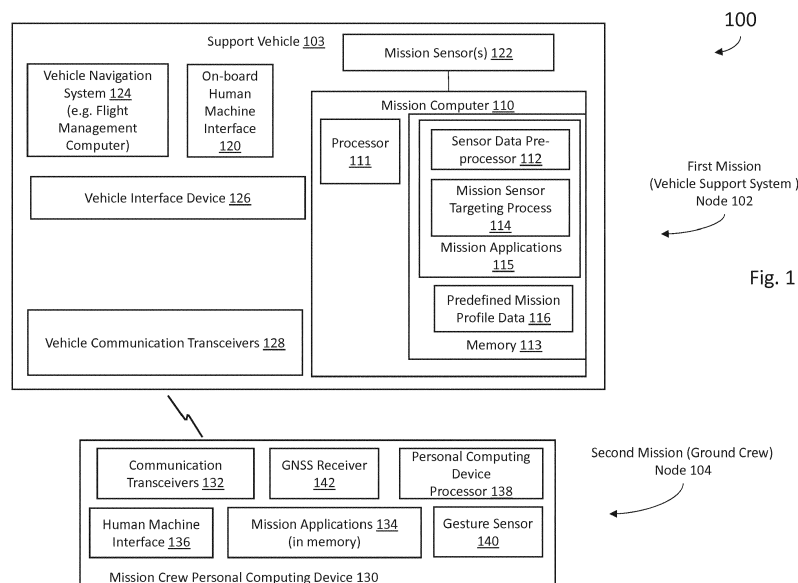 100
Support Vehicle 103
Mission Sensor(s) 122
Vehicle Navigation
System 124
(e.g. Flight
Management
Computer)
On-board
Human
Machine
Interface
120
Mission Computer 110
Processor
111
Sensor Data Pre-
processor 112
Mission Sensor
Targeting Process
114
Mission Applications
115
Vehicle Interface Device 126
Predefined Mission
Profile Data 116
Memory 113
Vehicle Communication Transceivers 128
First Mission
(Vehicle Support System )
Node 102
Fig. 1
Communication
Transceivers 132
GNSS Receiver
142
Personal Computing
Device
Processor 138
Human Machine
Interface 136
Mission Applications 134
(in memory)
Gesture Sensor
140
Mission Crew Personal Computing Device 130
Second Mission (Ground Crew)
Node 104